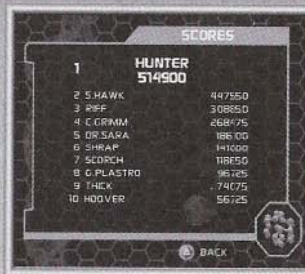 SCORES
1 HUNTER
514900
2 S.HAWK 447550
3 RIFF 308650
4 C.GRIMM 268475
5 DR.SARA 186100
6 SHRAP 141000
7 SCORCH 118650
8 G.PLASTRO 96725
9 THICK 74075
10 HOOVER 56725
A BACK